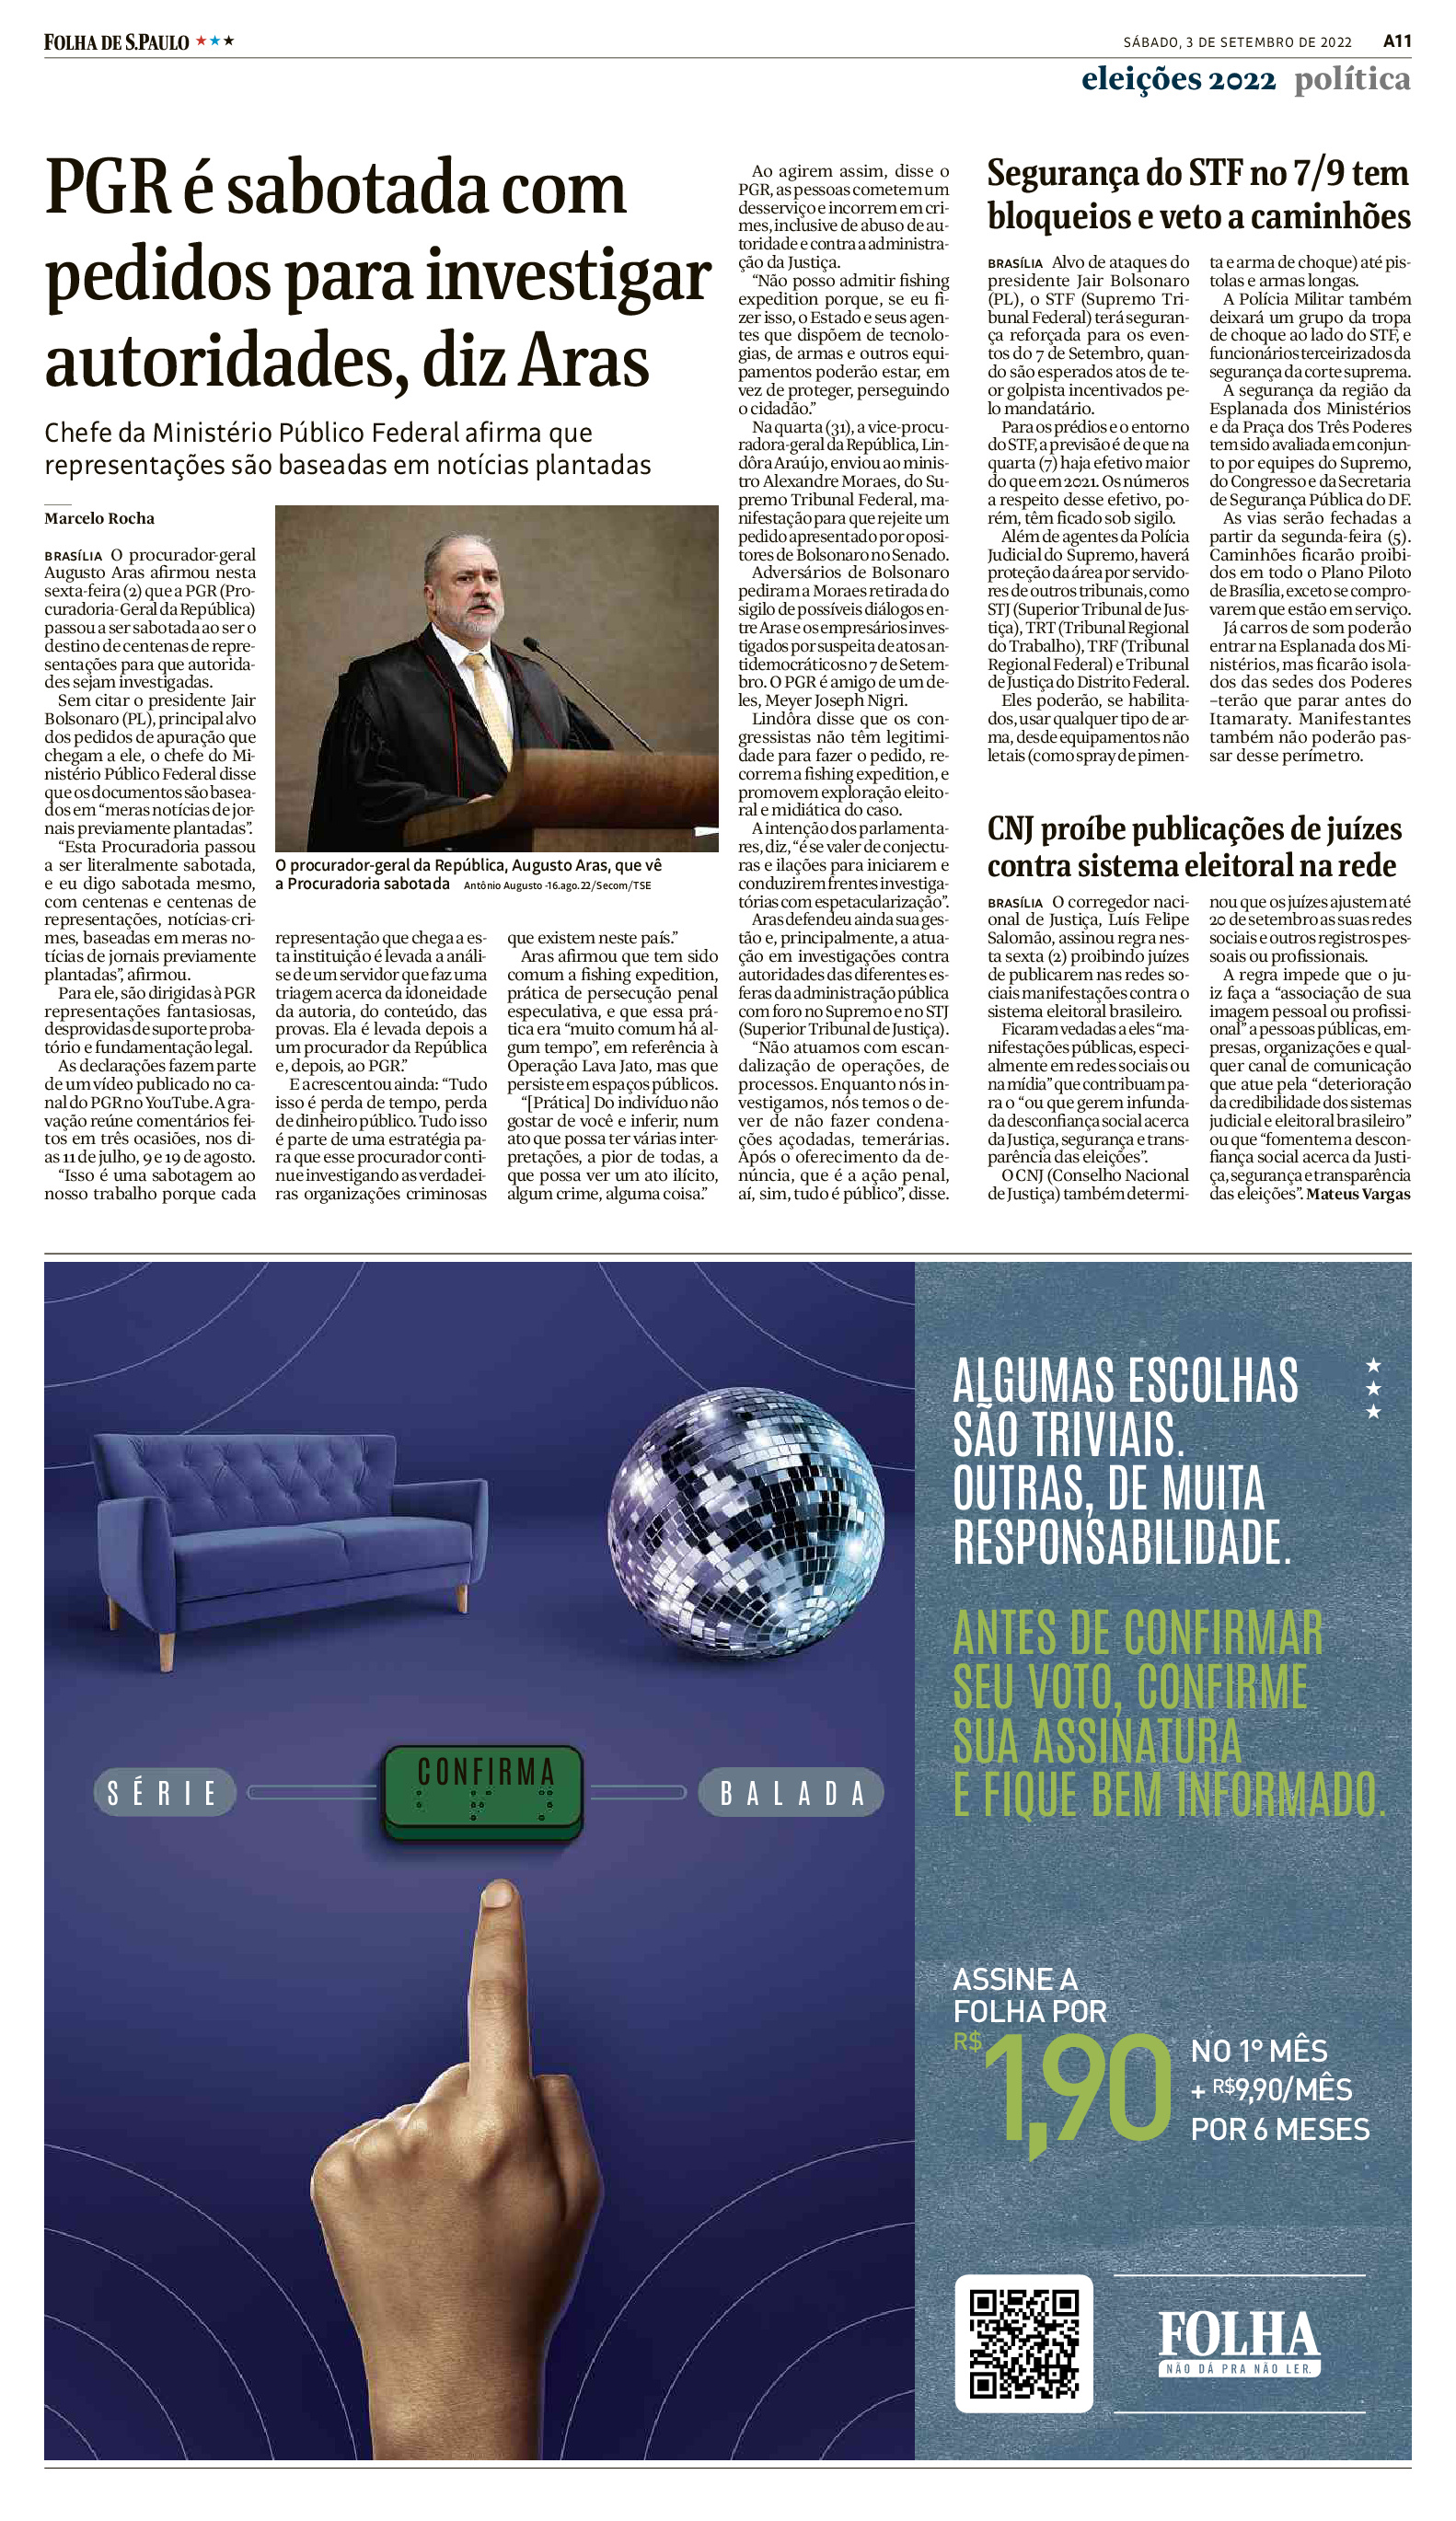 FOLHA DE S.PAULO ★★★
SÁBADO, 3 DE SETEMBRO DE 2022 A11
eleições 2022 política
PGR é sabotada com
pedidos para investigar
autoridades, diz Aras
Chefe da Ministério Público Federal afirma que
representações são baseadas em notícias plantadas
Marcelo Rocha
BRASÍLIA O procurador-geral
Augusto Aras afirmou nesta
sexta-feira (2) que a PGR (Pro-
curadoria-Geral da República)
passou a ser sabotada ao ser o
destino de centenas de repre-
sentações para que autorida-
des sejam investigadas.
Sem citar o presidente Jair
Bolsonaro (PL), principal alvo
dos pedidos de apuração que
chegam a ele, o chefe do Mi-
nistério Público Federal disse
que os documentos são basea-
dos em “meras notícias de jor-
nais previamente plantadas”.
“Esta Procuradoria passou
a ser literalmente sabotada,
e eu digo sabotada mesmo,
com centenas e centenas de
representações, notícias-cri-
mes, baseadas em meras no-
tícias de jornais previamente
plantadas”, afirmou.
Para ele, são dirigidas à PGR
representações fantasiosas,
desprovidas de suporte proba-
tório e fundamentação legal.
As declarações fazem parte
de um vídeo publicado no ca-
nal do PGR no YouTube. A gra-
vação reúne comentários fei-
tos em três ocasiões, nos di-
as 11 de julho, 9 e 19 de agosto.
“Isso é uma sabotagem ao
nosso trabalho porque cada
O procurador-geral da República, Augusto Aras, que vê
a Procuradoria sabotada Antônio Augusto -16.ago.22/Secom/TSE
representação que chega a es-
ta instituição é levada a análi-
se de um servidor que faz uma
triagem acerca da idoneidade
da autoria, do conteúdo, das
provas. Ela é levada depois a
um procurador da República
e, depois, ao PGR.”
E acrescentou ainda: “Tudo
isso é perda de tempo, perda
de dinheiro público. Tudo isso
é parte de uma estratégia pa-
ra que esse procurador conti-
nue investigando as verdadei-
ras organizações criminosas
que existem neste país.”
Aras afirmou que tem sido
comum a fishing expedition,
prática de persecução penal
especulativa, e que essa prá-
tica era “muito comum há al-
gum tempo”, em referência à
Operação Lava Jato, mas que
persiste em espaços públicos.
“[Prática] Do indivíduo não
gostar de você e inferir, num
ato que possa ter várias inter-
pretações, a pior de todas, a
que possa ver um ato ilícito,
algum crime, alguma coisa.”
Ao agirem assim, disse o
PGR, as pessoas cometem um
desserviço e incorrem em cri-
mes, inclusive de abuso de au-
toridade e contra a administra-
ção da Justiça.
“Não posso admitir fishing
expedition porque, se eu fi-
zer isso, o Estado e seus agen-
tes que dispõem de tecnolo-
gias, de armas e outros equi-
pamentos poderão estar, em
vez de proteger, perseguindo
o cidadão.”
Na quarta (31), a vice-procu-
radora-geral da República, Lin-
dôra Araújo, enviou ao minis-
tro Alexandre Moraes, do Su-
premo Tribunal Federal, ma-
nifestação para que rejeite um
pedido apresentado por oposi-
tores de Bolsonaro no Senado.
Adversários de Bolsonaro
pediram a Moraes retirada do
sigilo de possíveis diálogos en-
tre Aras e os empresários inves-
tigados por suspeita de atos an-
tidemocráticos no 7 de Setem-
bro. O PGR é amigo de um de-
les, Meyer Joseph Nigri.
Lindôra disse que os con-
gressistas não têm legitimi-
dade para fazer o pedido, re-
correm a fishing expedition, e
promovem exploração eleito-
ral e midiática do caso.
A intenção dos parlamenta-
res, diz, “é se valer de conjectu-
ras e ilações para iniciarem e
conduzirem frentes investiga-
tórias com espetacularização”.
Aras defendeu ainda sua ges-
tão e, principalmente, a atua-
ção em investigações contra
autoridades das diferentes es-
feras da administração pública
com foro no Supremo e no STJ
(Superior Tribunal de Justiça).
“Não atuamos com escan-
dalização de operações, de
processos. Enquanto nós in-
vestigamos, nós temos o de-
ver de não fazer condena-
ções açodadas, temerárias.
Após o oferecimento da de-
núncia, que é a ação penal,
aí, sim, tudo é público”, disse.
Segurança do STF no 7/9 tem
bloqueios e veto a caminhões
BRASÍLIA Alvo de ataques do
presidente Jair Bolsonaro
(PL), o STF (Supremo Tri-
bunal Federal) terá seguran-
ça reforçada para os even-
tos do 7 de Setembro, quan-
do são esperados atos de te-
or golpista incentivados pe-
lo mandatário.
Para os prédios e o entorno
do STF, a previsão é de que na
quarta (7) haja efetivo maior
do que em 2021. Os números
a respeito desse efetivo, po-
rém, têm ficado sob sigilo.
Além de agentes da Polícia
Judicial do Supremo, haverá
proteção da área por servido-
res de outros tribunais, como
STJ (Superior Tribunal de Jus-
tiça), TRT (Tribunal Regional
do Trabalho), TRF (Tribunal
Regional Federal) e Tribunal
de Justiça do Distrito Federal.
Eles poderão, se habilita-
dos, usar qualquer tipo de ar-
ma, desde equipamentos não
letais (como spray de pimen-
ta e arma de choque) até pis-
tolas e armas longas.
A Polícia Militar também
deixará um grupo da tropa
de choque ao lado do STF, e
funcionários terceirizados da
segurança da corte suprema.
A segurança da região da
Esplanada dos Ministérios
e da Praça dos Três Poderes
tem sido avaliada em conjun-
to por equipes do Supremo,
do Congresso e da Secretaria
de Segurança Pública do DF.
As vias serão fechadas a
partir da segunda-feira (5).
Caminhões ficarão proibi-
dos em todo o Plano Piloto
de Brasília, exceto se compro-
varem que estão em serviço.
Já carros de som poderão
entrar na Esplanada dos Mi-
nistérios, mas ficarão isola-
dos das sedes dos Poderes
–terão que parar antes do
Itamaraty. Manifestantes
também não poderão pas-
sar desse perímetro.
CNJ proíbe publicações de juízes
contra sistema eleitoral na rede
BRASÍLIA O corregedor naci-
onal de Justiça, Luís Felipe
Salomão, assinou regra nes-
ta sexta (2) proibindo juízes
de publicarem nas redes so-
ciais manifestações contra o
sistema eleitoral brasileiro.
Ficaram vedadas a eles “ma-
nifestações públicas, especi-
almente em redes sociais ou
na mídia” que contribuam pa-
ra o “ou que gerem infunda-
da desconfiança social acerca
da Justiça, segurança e trans-
parência das eleições”.
O CNJ (Conselho Nacional
de Justiça) também determi-
nou que os juízes ajustem até
20 de setembro as suas redes
sociais e outros registros pes-
soais ou profissionais.
A regra impede que o ju-
iz faça a “associação de sua
imagem pessoal ou profissi-
onal” a pessoas públicas, em-
presas, organizações e qual-
quer canal de comunicação
que atue pela “deterioração
da credibilidade dos sistemas
judicial e eleitoral brasileiro”
ou que “fomentem a descon-
fiança social acerca da Justi-
ça, segurança e transparência
das eleições”. Mateus Vargas
SÉRIE
CONFIRMA
BALADA
ALGUMAS ESCOLHAS
SÃO TRIVIAIS.
OUTRAS, DE MUITA
RESPONSABILIDADE.
ANTES DE CONFIRMAR
SEU VOTO, CONFIRME
SUA ASSINATURA
E FIQUE BEM INFORMADO.
ASSINE A
FOLHA POR
R$ 1,90
NO 1º MÊS
+ R$9,90/MÊS
POR 6 MESES
FOLHA
NÃO DÁ PRA NÃO LER.